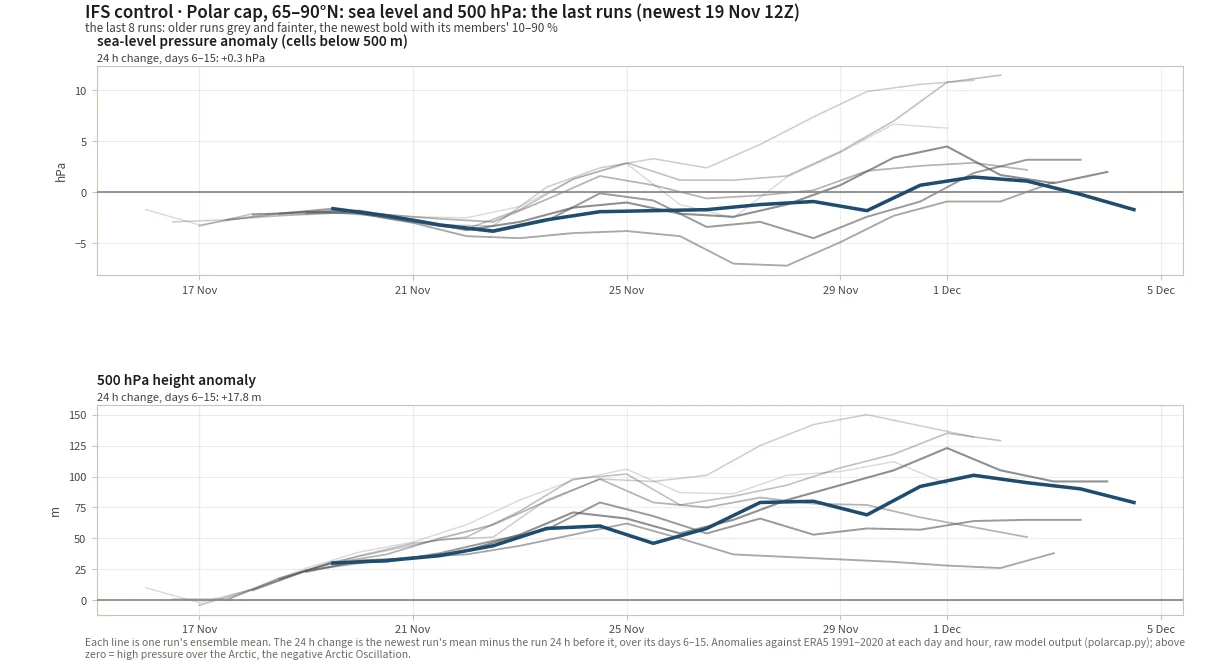 IFS control · Polar cap, 65–90°N: sea level and 500 hPa: the last runs (newest 19 Nov 12Z)
the last 8 runs: older runs grey and fainter, the newest bold with its members' 10–90 %
sea-level pressure anomaly (cells below 500 m)
24 h change, days 6–15: +0.3 hPa
10
5
0
−5
hPa
17 Nov
21 Nov
25 Nov
29 Nov
1 Dec
5 Dec
500 hPa height anomaly
24 h change, days 6–15: +17.8 m
150
125
100
75
50
25
0
m
17 Nov
21 Nov
25 Nov
29 Nov
1 Dec
5 Dec
Each line is one run's ensemble mean. The 24 h change is the newest run's mean minus the run 24 h before it, over its days 6–15. Anomalies against ERA5 1991–2020 at each day and hour, raw model output (polarcap.py); above
zero = high pressure over the Arctic, the negative Arctic Oscillation.